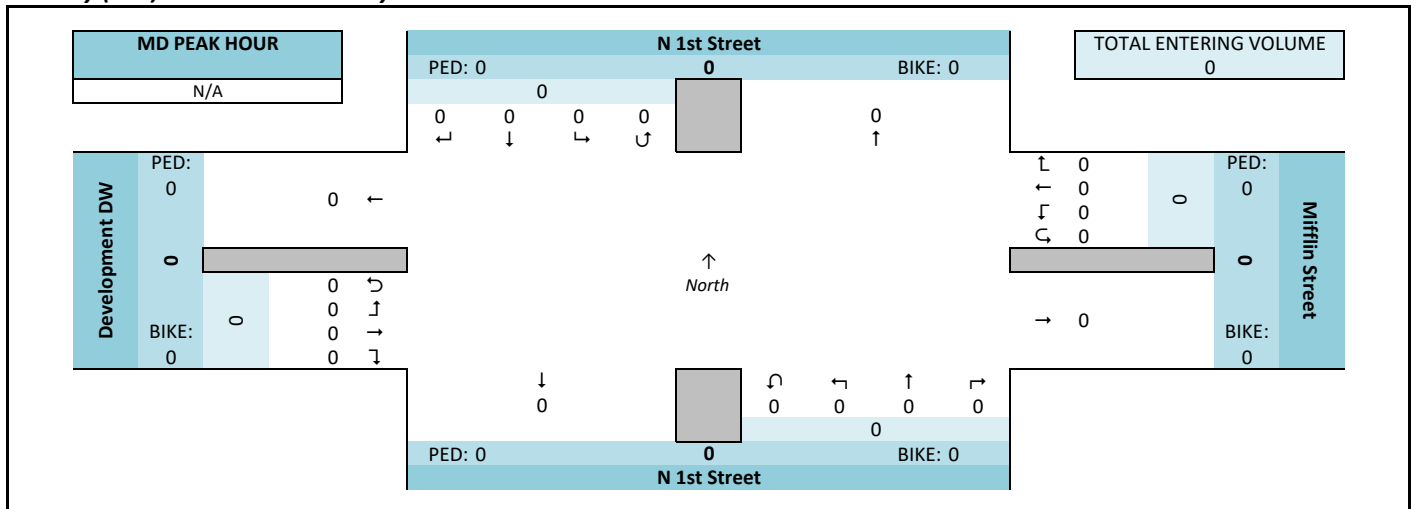 MD PEAK HOUR
N/A
N 1st Street
PED: 0 0 BIKE: 0
0
0 0 0 0
↵ ↓ ↳ ↺
0
↑
TOTAL ENTERING VOLUME
0
Development DW
PED:
0
0
BIKE:
0
0
0 ←
0 ⮌
0 ↥
0 →
0 ↴
↑
North
↰ 0
← 0
↓ 0
⮎ 0
0
→ 0
PED:
0
0
BIKE:
0
Mifflin Street
↓
0
↶ ↰ ↑ ↱
0 0 0 0
0
PED: 0 0 BIKE: 0
N 1st Street